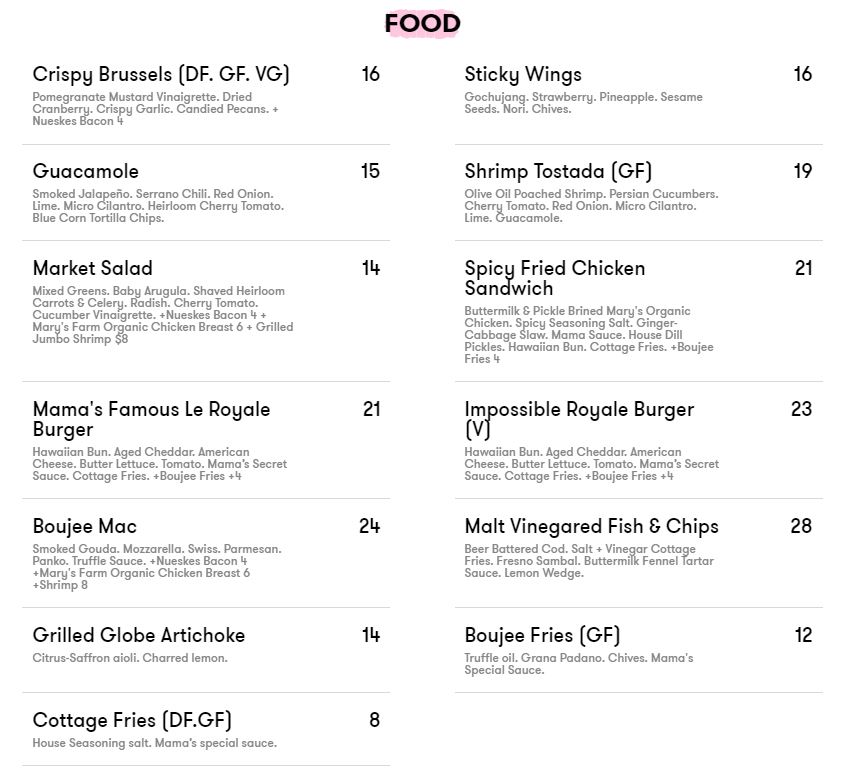 FOOD
Crispy Brussels (DF. GF. VG) 16
Pomegranate Mustard Vinaigrette. Dried
Cranberry. Crispy Garlic. Candied Pecans. +
Nueskes Bacon 4
Sticky Wings 16
Gochujang. Strawberry. Pineapple. Sesame
Seeds. Nori. Chives.
Guacamole 15
Smoked Jalapeño. Serrano Chili. Red Onion.
Lime. Micro Cilantro. Heirloom Cherry Tomato.
Blue Corn Tortilla Chips.
Shrimp Tostada (GF) 19
Olive Oil Poached Shrimp. Persian Cucumbers.
Cherry Tomato. Red Onion. Micro Cilantro.
Lime. Guacamole.
Market Salad 14
Mixed Greens. Baby Arugula. Shaved Heirloom
Carrots & Celery. Radish. Cherry Tomato.
Cucumber Vinaigrette. +Nueskes Bacon 4 +
Mary's Farm Organic Chicken Breast 6 + Grilled
Jumbo Shrimp $8
Spicy Fried Chicken 21
Sandwich
Buttermilk & Pickle Brined Mary's Organic
Chicken. Spicy Seasoning Salt. Ginger-
Cabbage Slaw. Mama Sauce. House Dill
Pickles. Hawaiian Bun. Cottage Fries. +Boujee
Fries 4
Mama's Famous Le Royale 21
Burger
Hawaiian Bun. Aged Cheddar. American
Cheese. Butter Lettuce. Tomato. Mama's Secret
Sauce. Cottage Fries. +Boujee Fries +4
Impossible Royale Burger 23
(V)
Hawaiian Bun. Aged Cheddar. American
Cheese. Butter Lettuce. Tomato. Mama's Secret
Sauce. Cottage Fries. +Boujee Fries +4
Boujee Mac 24
Smoked Gouda. Mozzarella. Swiss. Parmesan.
Panko. Truffle Sauce. +Nueskes Bacon 4
+Mary's Farm Organic Chicken Breast 6
+Shrimp 8
Malt Vinegared Fish & Chips 28
Beer Battered Cod. Salt + Vinegar Cottage
Fries. Fresno Sambal. Buttermilk Fennel Tartar
Sauce. Lemon Wedge.
Grilled Globe Artichoke 14
Citrus-Saffron aioli. Charred lemon.
Boujee Fries (GF) 12
Truffle oil. Grana Padano. Chives. Mama's
Special Sauce.
Cottage Fries (DF.GF) 8
House Seasoning salt. Mama's special sauce.